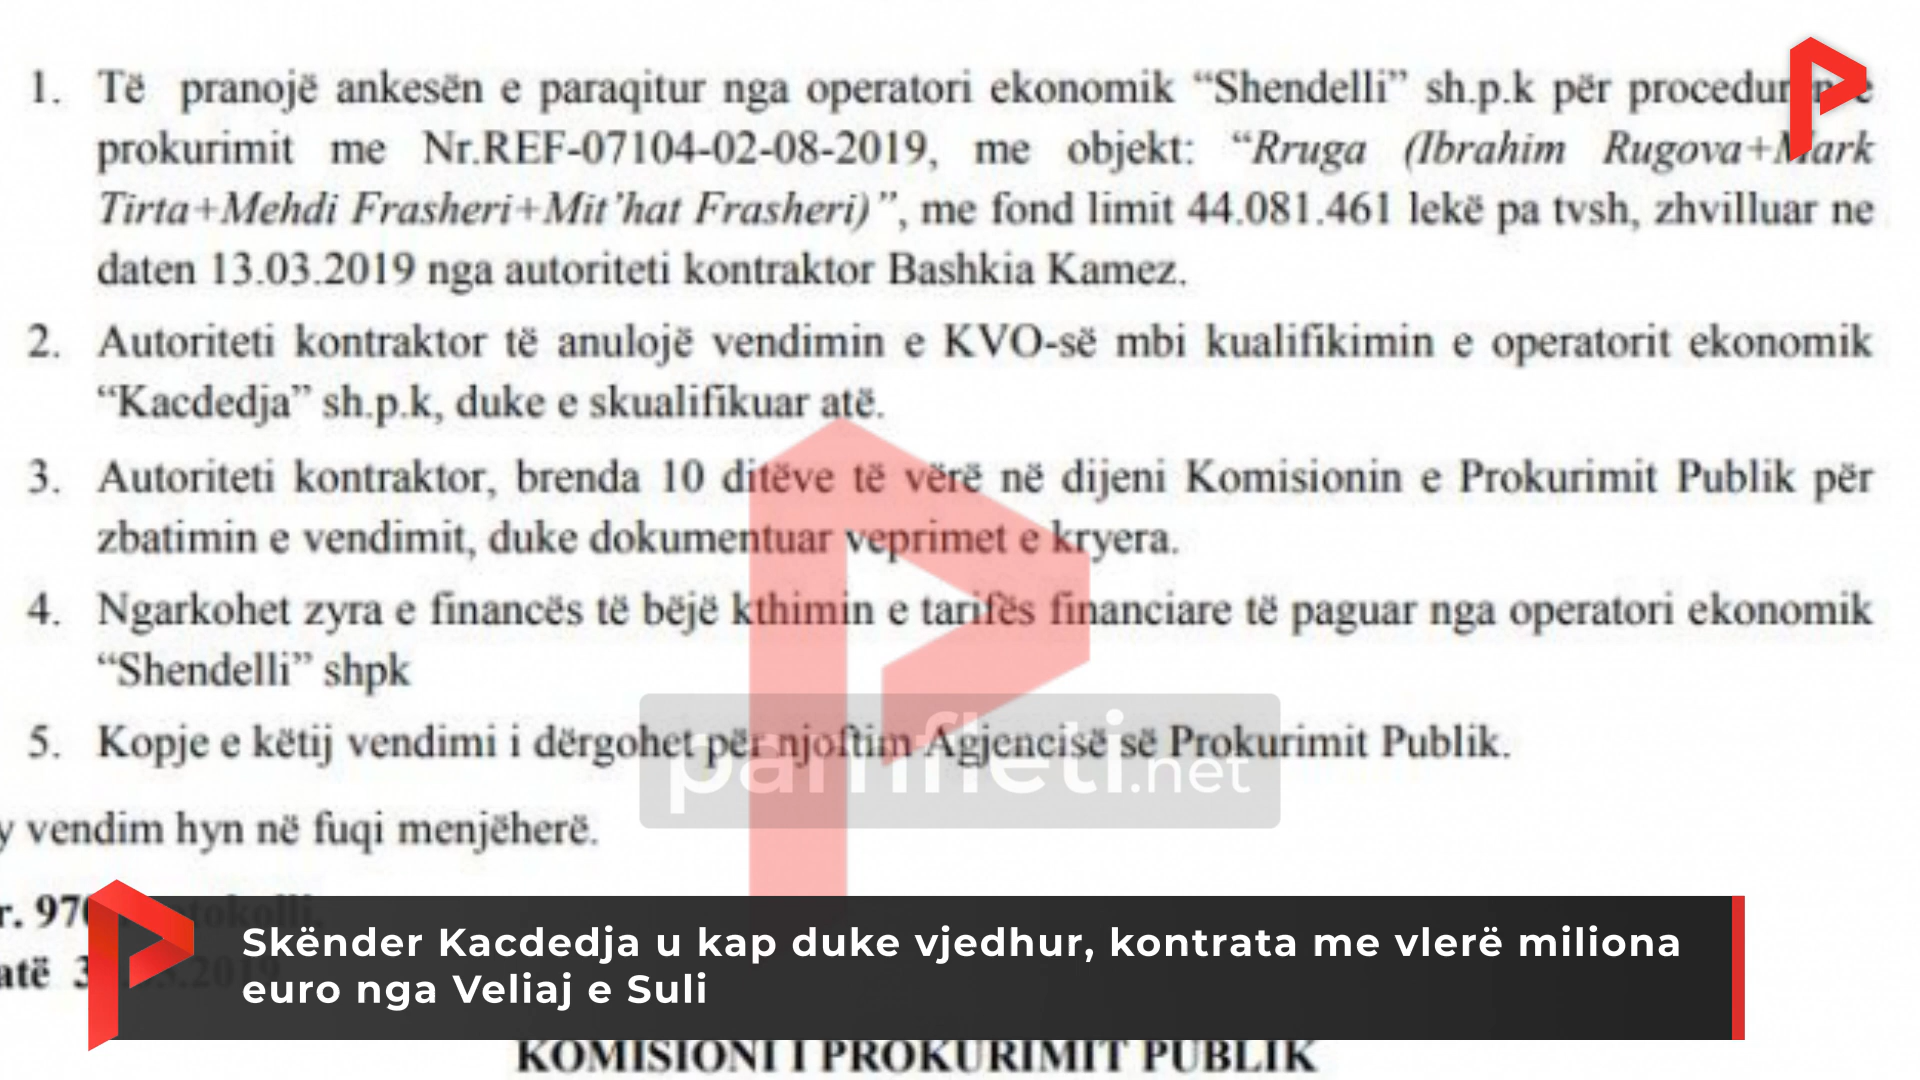 1. Të pranojë ankesën e paraqitur nga operatori ekonomik “Shendelli” sh.p.k për e
prokurimit me Nr.REF-07104-02-08-2019, me objekt: “Rruga (Ibrahim Rugova+Mark
Tirta+Mehdi Frasheri+Mit’hat Frasheri)”, me fond limit 44.081.461 lekë pa tvsh, zhvilluar ne
daten 13.03.2019 nga autoriteti kontraktor Bashkia Kamez.
2. Autoriteti kontraktor të anulojë vendimin e KVO-së mbi kualifikimin e operatorit ekonomik
“Kacdedja” sh.p.k, duke e skualifikuar atë.
3. Autoriteti kontraktor, brenda 10 ditëve të vërë në dijeni Komisionin e Prokurimit Publik për
zbatimin e vendimit, duke dokumentuar veprimet e kryera.
4. Ngarkohet zyra e financës të bëjë kthimin e tarifës financiare të paguar nga operatori ekonomik
“Shendelli” shpk
5. Kopje e këtij vendimi i dërgohet për njoftim Agjencisë së Prokurimit Publik.
pamfleti.net
y vendim hyn në fuqi menjëherë.
Skënder Kacdedja u kap duke vjedhur, kontrata me vlerë miliona
euro nga Veliaj e Suli
KOMISIONI I PROKURIMIT PUBLIK